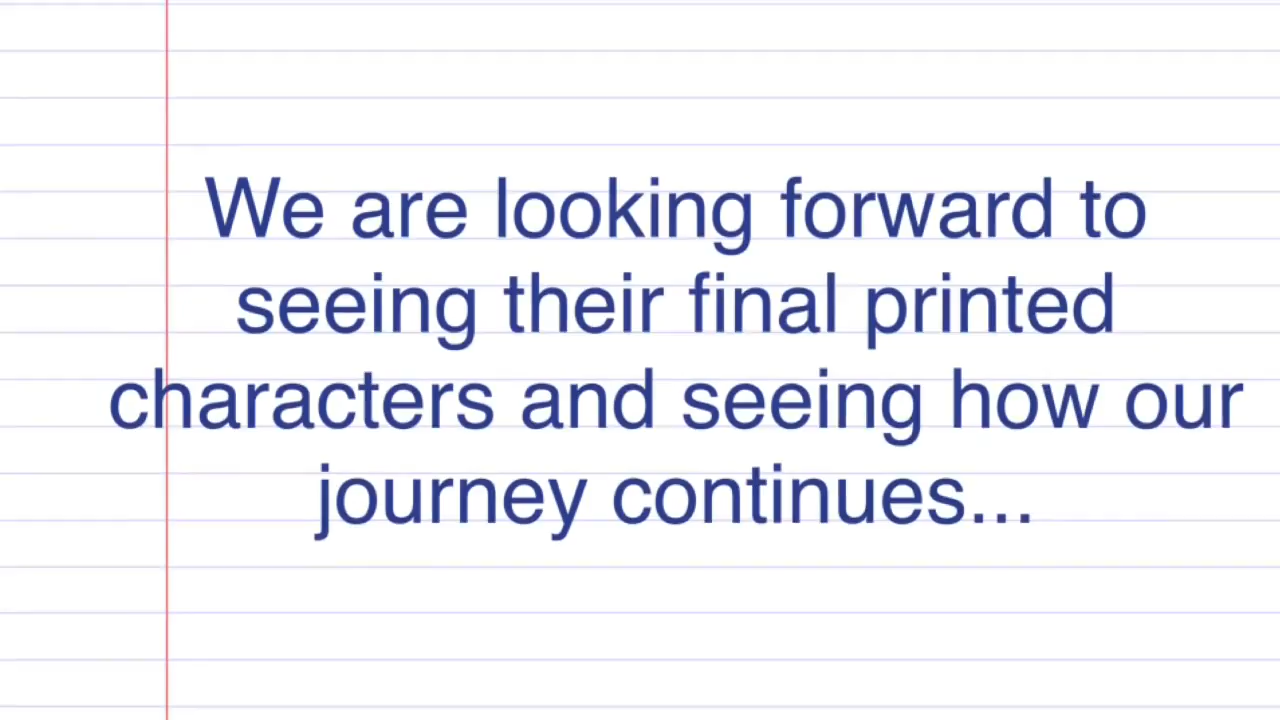 We are looking forward to
seeing their final printed
characters and seeing how our
journey continues...